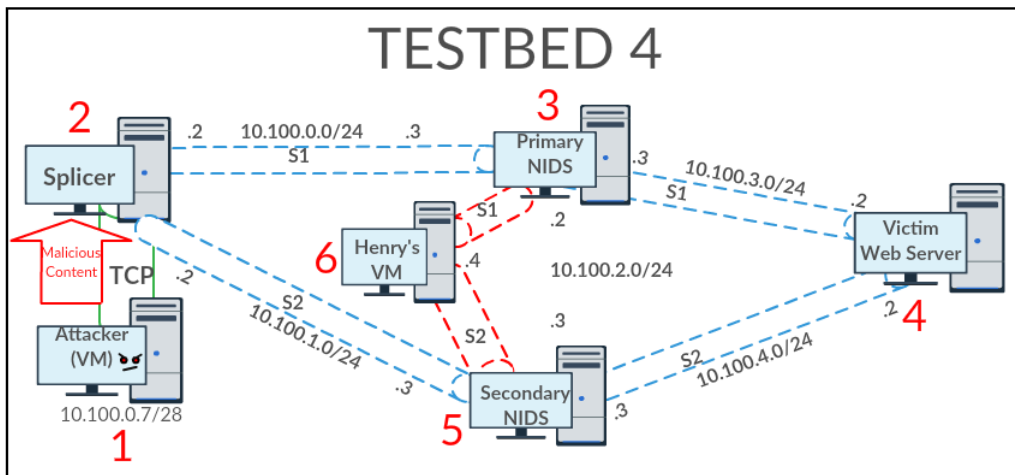 TESTBED 4
2
3
.2 10.100.0.0/24 .3
S1
Primary
NIDS
.3
10.100.3.0/24
S1
Splicer
S1
.2
.2
Victim
Web Server
Malicious
Content
TCP
.2
6
Henry's
VM
.4
10.100.2.0/24
S2
10.100.1.0/24
S2
.3
.2
4
Attacker
(VM)
.3
S2
10.100.4.0/24
Secondary
NIDS
.3
5
10.100.0.7/28
1